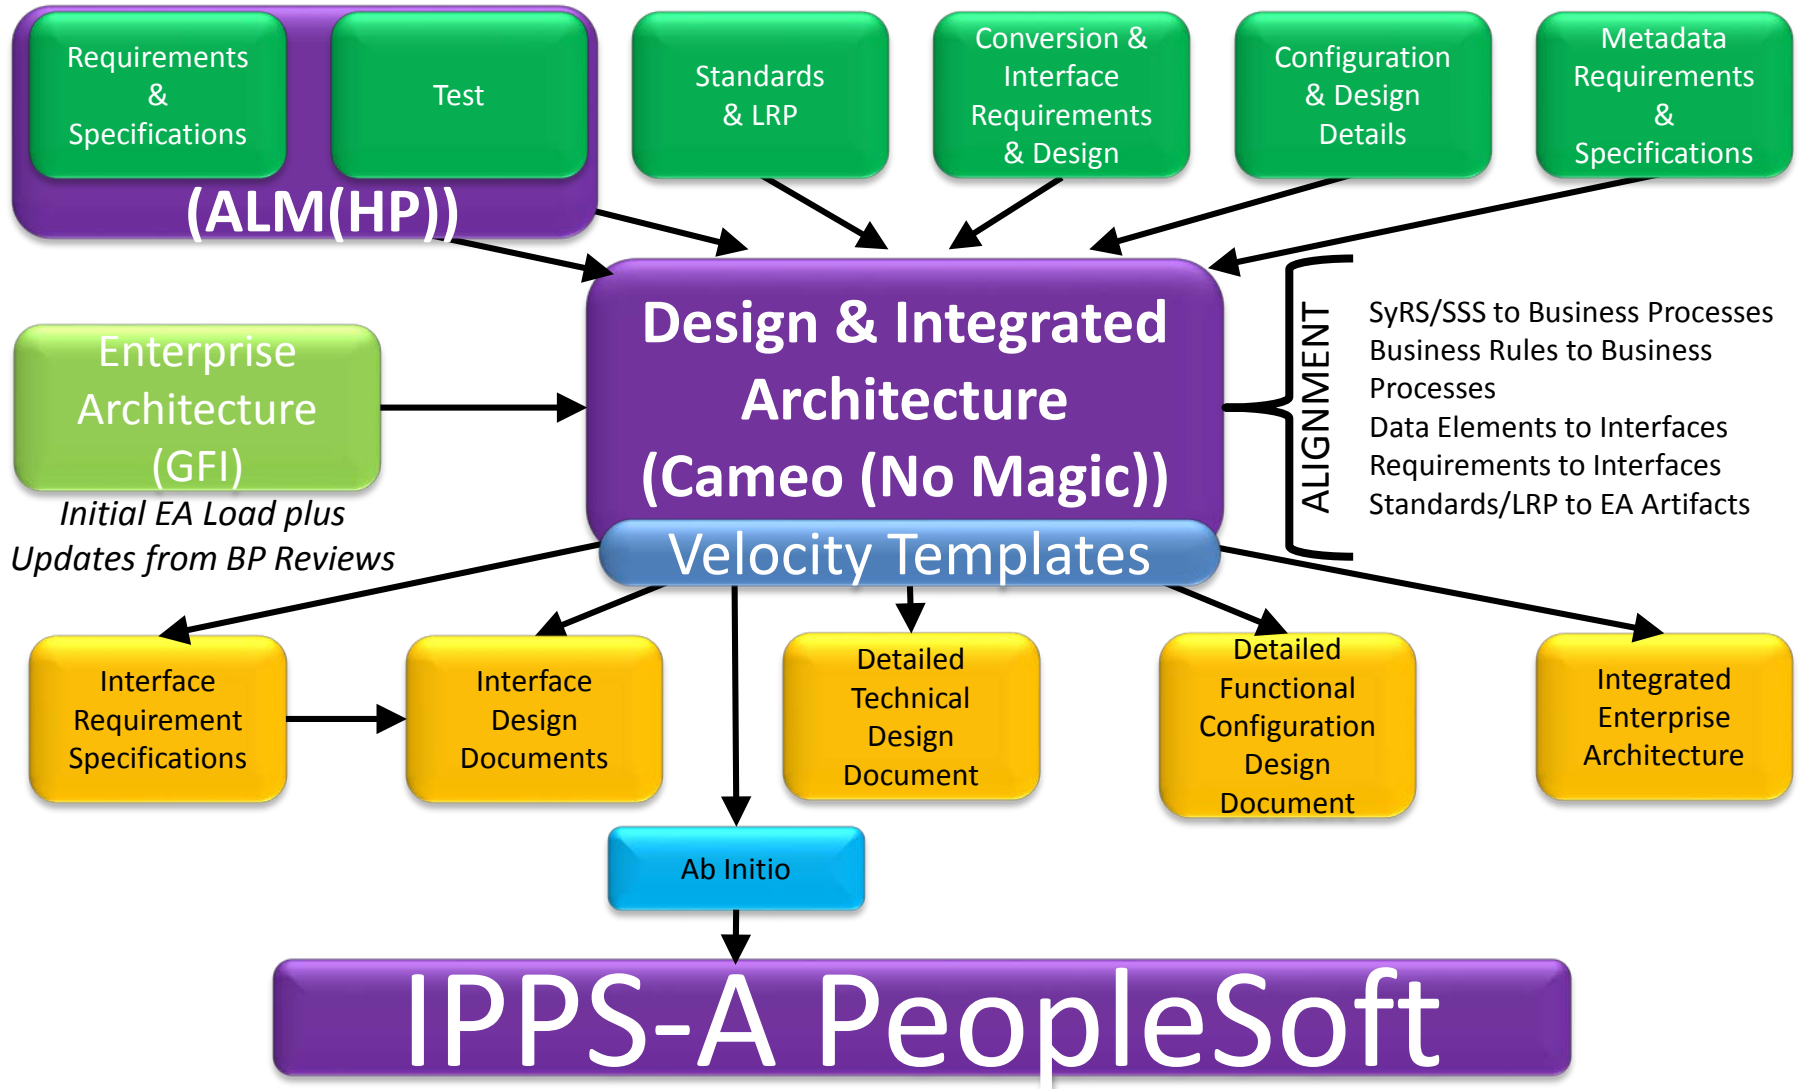 Requirements
&
Specifications
Test
(ALM(HP))
Standards
& LRP
Conversion &
Interface
Requirements
& Design
Configuration
& Design
Details
Metadata
Requirements
&
Specifications
Enterprise
Architecture
(GFI)
Initial EA Load plus
Updates from BP Reviews
Design & Integrated
Architecture
(Cameo (No Magic))
Velocity Templates
ALIGNMENT
SyRS/SSS to Business Processes
Business Rules to Business
Processes
Data Elements to Interfaces
Requirements to Interfaces
Standards/LRP to EA Artifacts
Interface
Requirement
Specifications
Interface
Design
Documents
Detailed
Technical
Design
Document
Detailed
Functional
Configuration
Design
Document
Integrated
Enterprise
Architecture
Ab Initio
IPPS-A PeopleSoft